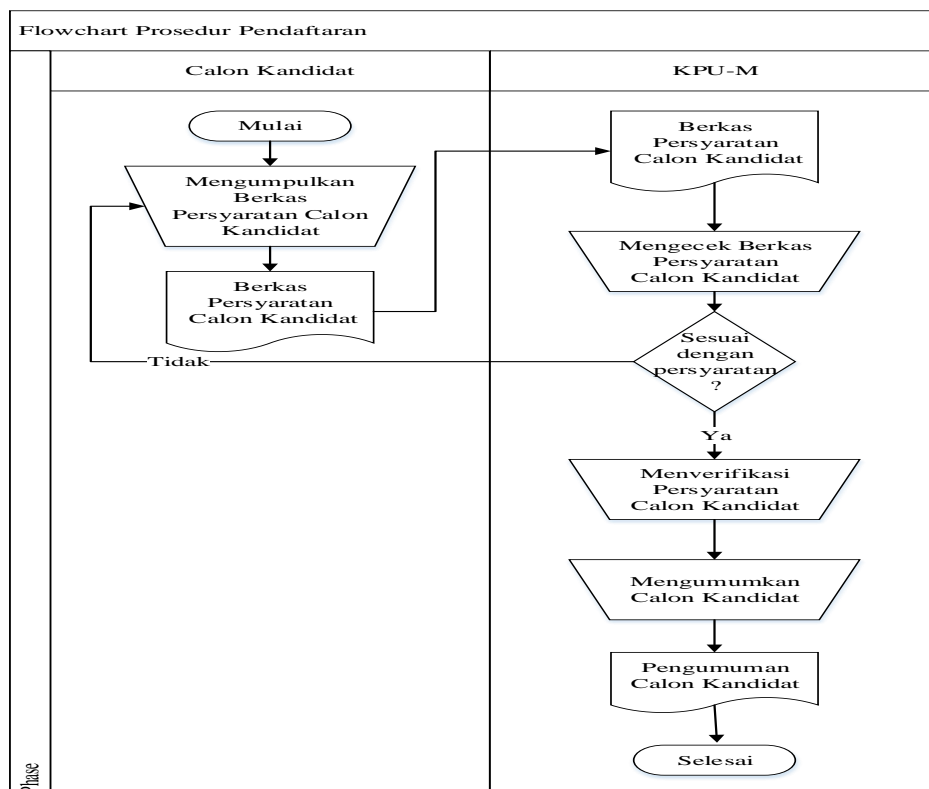 Flowchart Prosedur Pendaftaran
Calon Kandidat
KPU-M
Mulai
Mengumpulkan
Berkas
Persyaratan Calon
Kandidat
Berkas
Persyaratan
Calon Kandidat
Berkas
Persyaratan
Calon Kandidat
Mengecek Berkas
Persyaratan
Calon Kandidat
Sesuai
dengan
persyaratan
?
Tidak
Ya
Menverifikasi
Persyaratan
Calon Kandidat
Mengumumkan
Calon Kandidat
Pengumuman
Calon Kandidat
Selesai
Phase